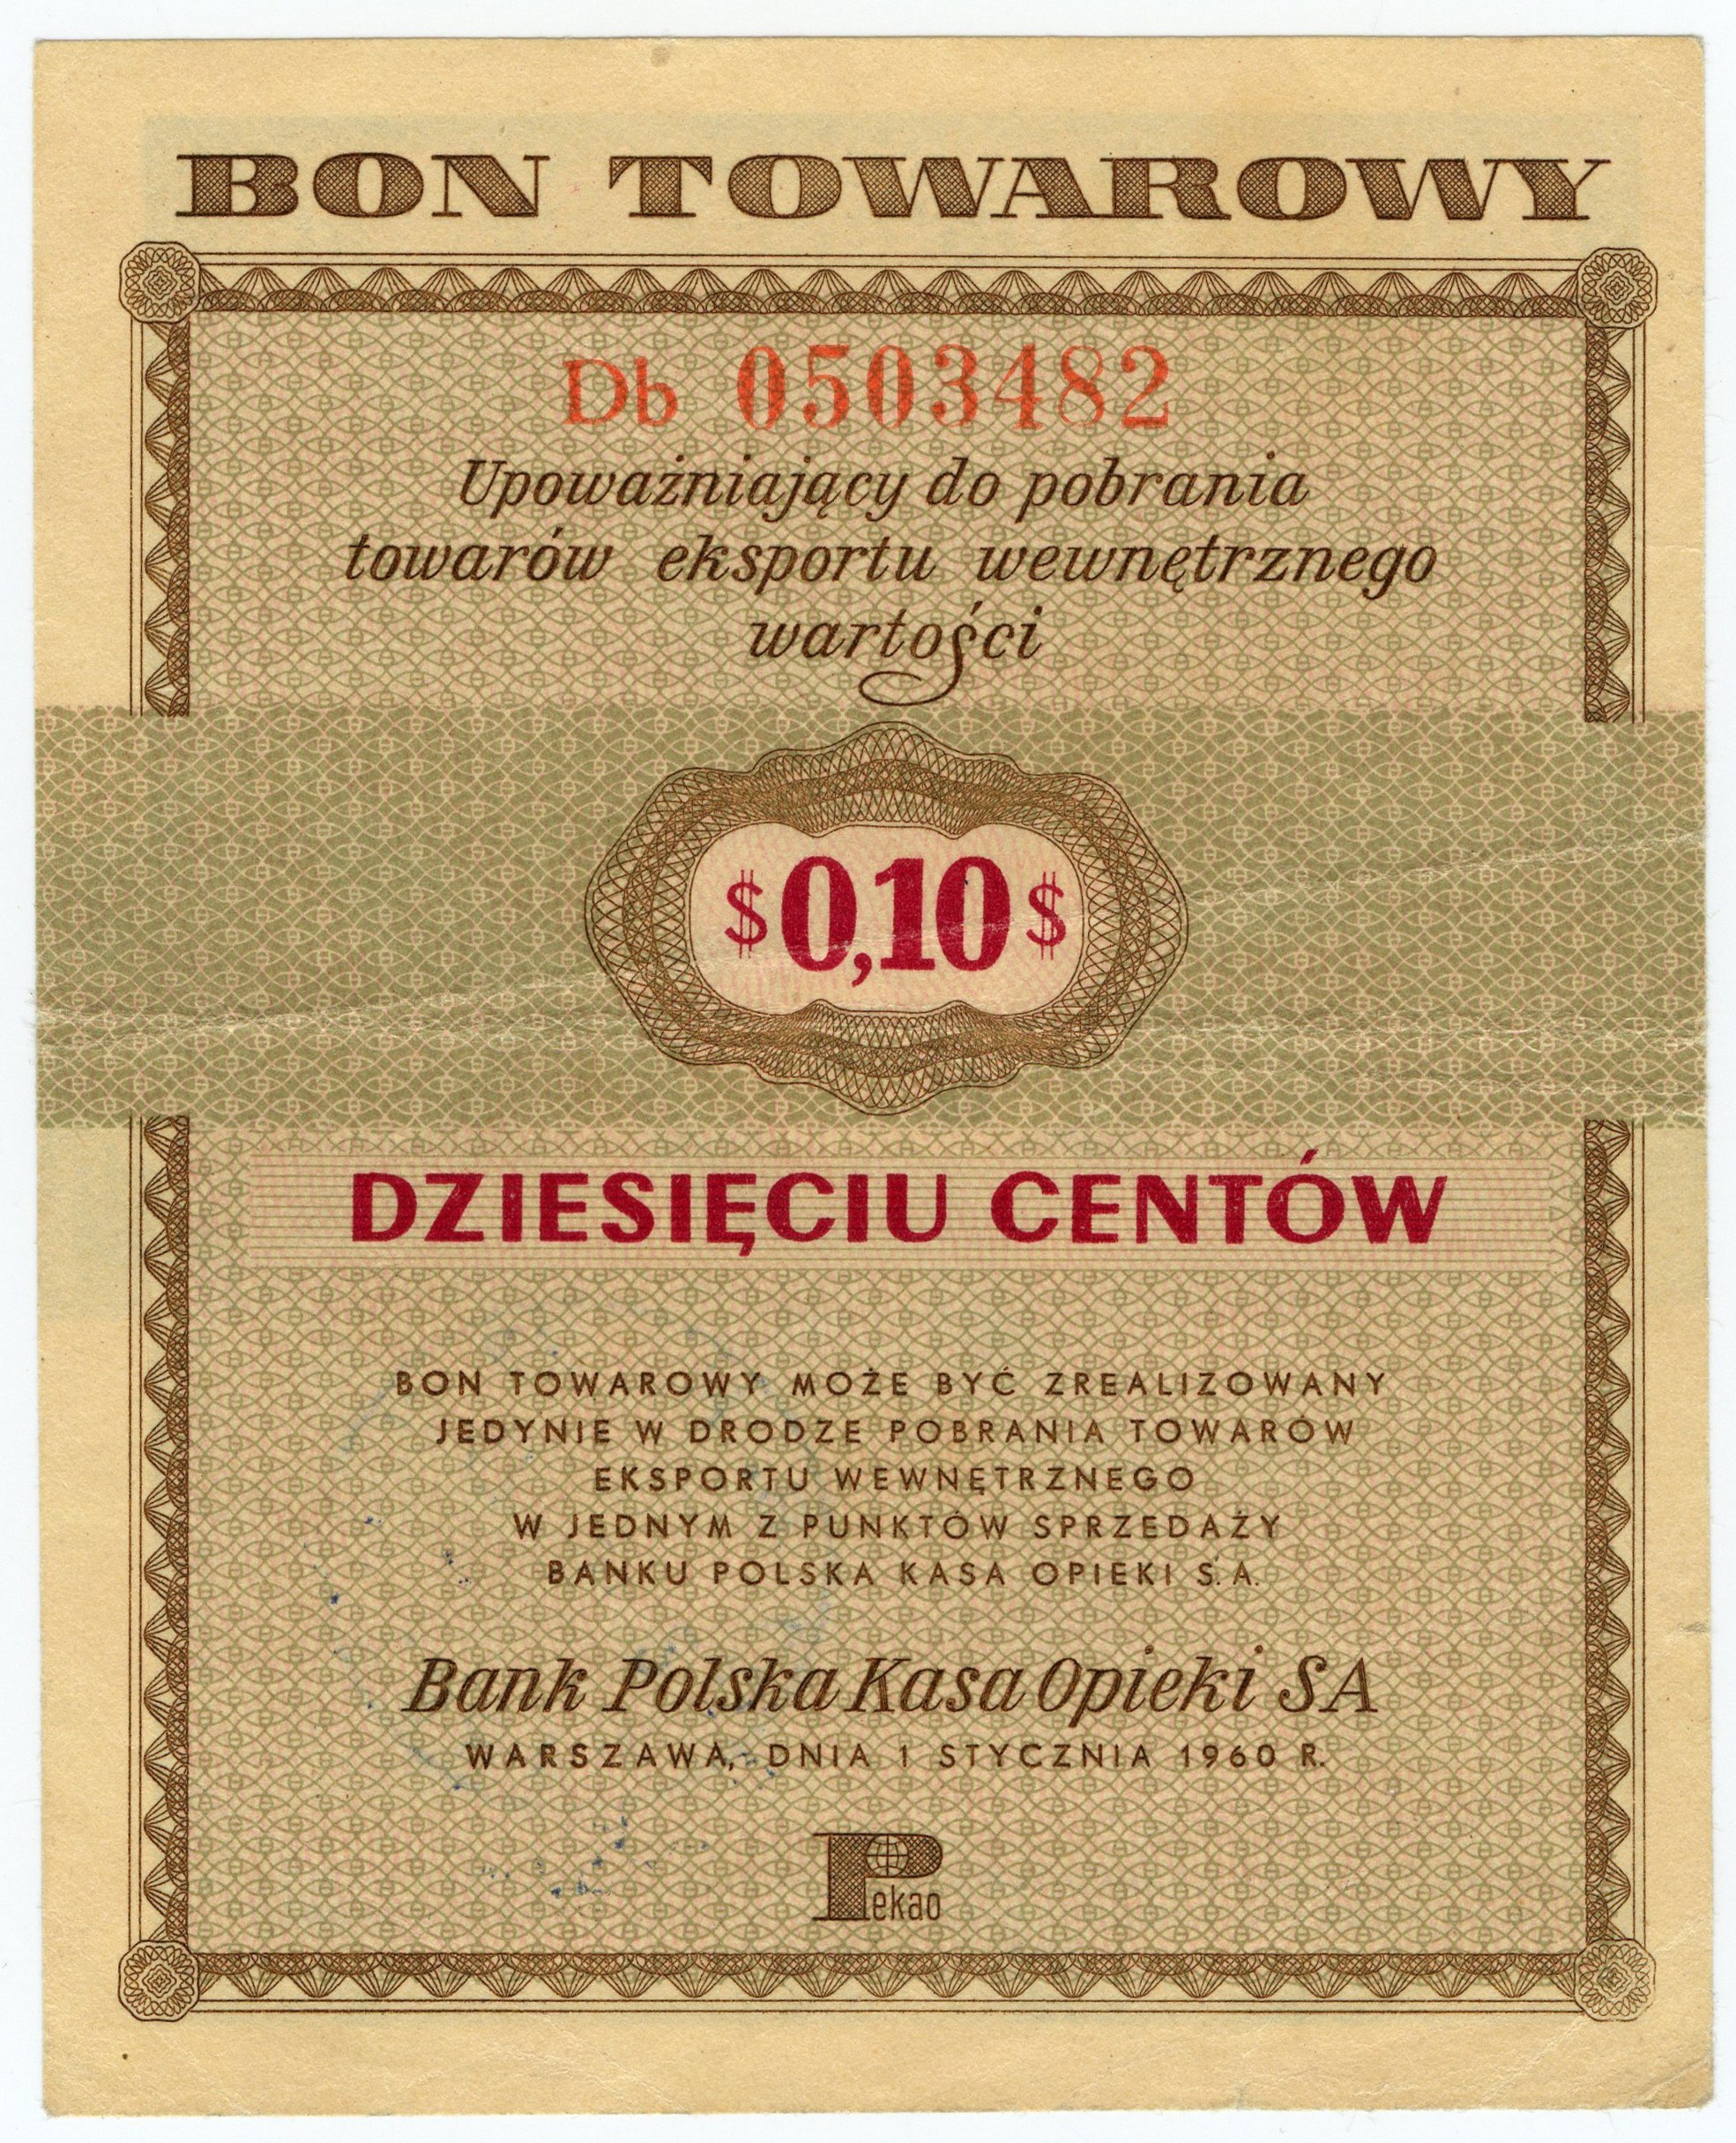 BON TOWAROWY
Db 0503482
Upoważniający do pobrania
towarów eksportu wewnętrznego
wartości
$0,10$
DZIESIĘCIU CENTÓW
BON TOWAROWY MOŻE BYĆ ZREALIZOWANY
JEDYNIE W DRODZE POBRANIA TOWARÓW
EKSPORTU WEWNĘTRZNEGO
W JEDNYM Z PUNKTÓW SPRZEDAŻY
BANKU POLSKA KASA OPIEKI S.A.
Bank Polska Kasa Opieki SA
WARSZAWA, DNIA 1 STYCZNIA 1960 R.
Pekao